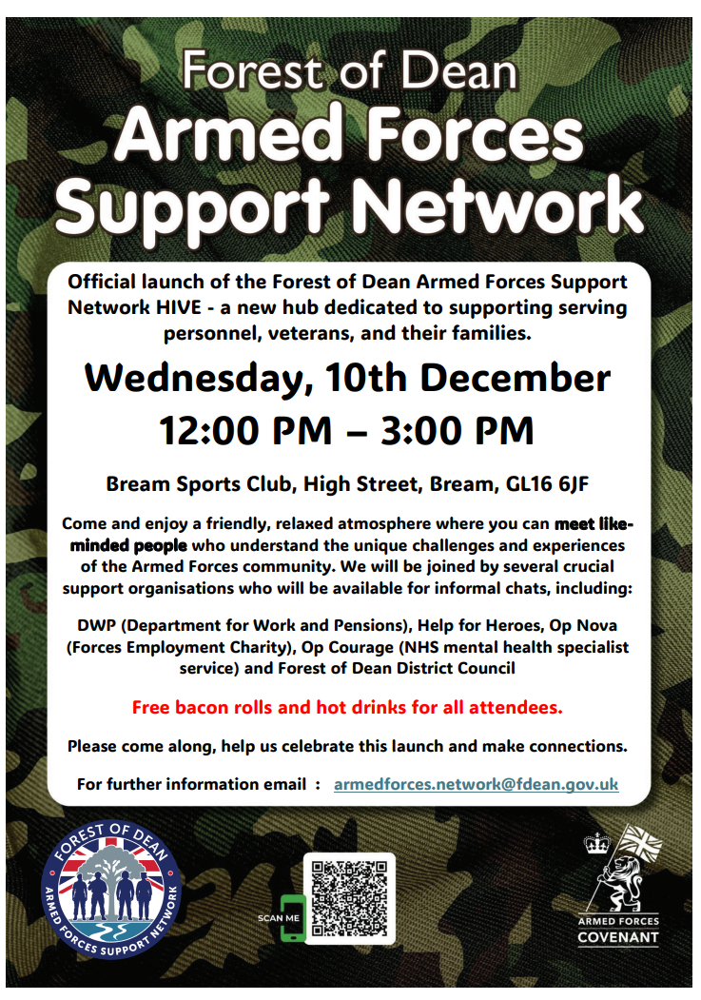 Forest of Dean
Armed Forces
Support Network
Official launch of the Forest of Dean Armed Forces Support
Network HIVE - a new hub dedicated to supporting serving
personnel, veterans, and their families.
Wednesday, 10th December
12:00 PM – 3:00 PM
Bream Sports Club, High Street, Bream, GL16 6JF
Come and enjoy a friendly, relaxed atmosphere where you can meet like-
minded people who understand the unique challenges and experiences
of the Armed Forces community. We will be joined by several crucial
support organisations who will be available for informal chats, including:
DWP (Department for Work and Pensions), Help for Heroes, Op Nova
(Forces Employment Charity), Op Courage (NHS mental health specialist
service) and Forest of Dean District Council
Free bacon rolls and hot drinks for all attendees.
Please come along, help us celebrate this launch and make connections.
For further information email : armedforces.network@fdean.gov.uk
FOREST OF DEAN
ARMED FORCES SUPPORT NETWORK
SCAN ME
ARMED FORCES
COVENANT